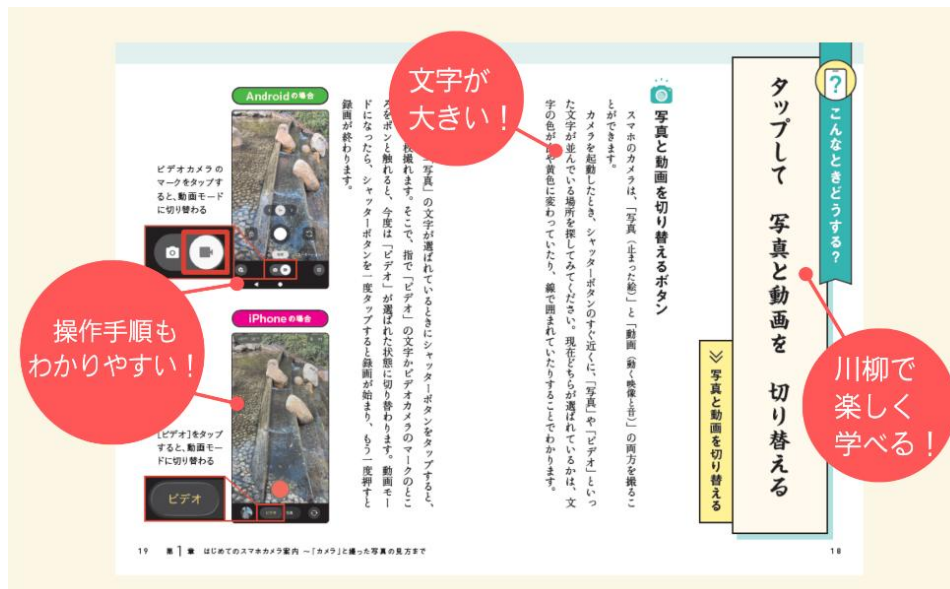 こんなときどうする？
タップして　写真と動画を　切り替える
写真と動画を切り替える
写真と動画を切り替えるボタン
スマホのカメラは、「写真（止まった絵）」と「動画（動く映像と音）」の両方を撮るこ
とができます。
カメラを起動したとき、シャッターボタンのすぐ近くに、「写真」や「ビデオ」といっ
た文字が並んでいる場所を探してみてください。現在どちらが選ばれているかは、文
字の色が
や黄色に変わっていたり、線で囲まれていたりすることでわかります。
写真」の文字が選ばれているときにシャッターボタンをタップすると、
枚撮れます。そこで、指で「ビデオ」の文字かビデオカメラのマークのとこ
ろをポンと触れると、今度は「ビデオ」が選ばれた状態に切り替わります。動画モー
ドになったら、シャッターボタンを一度タップすると録画が始まり、もう一度押すと
録画が終わります。
Androidの場合
ビデオカメラの
マークをタップす
ると、動画モード
に切り替わる
iPhoneの場合
［ビデオ］をタップ
すると、動画モー
ドに切り替わる
ビデオ
文字が
大きい！
操作手順も
わかりやすい！
川柳で
楽しく
学べる！
19　第1章　はじめてのスマホカメラ案内 〜「カメラ」と撮った写真の見方まで
18